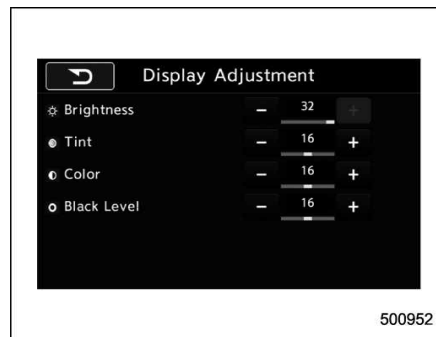 Display Adjustment
Brightness − 32 +
Tint − 16 +
Color − 16 +
Black Level − 16 +
500952